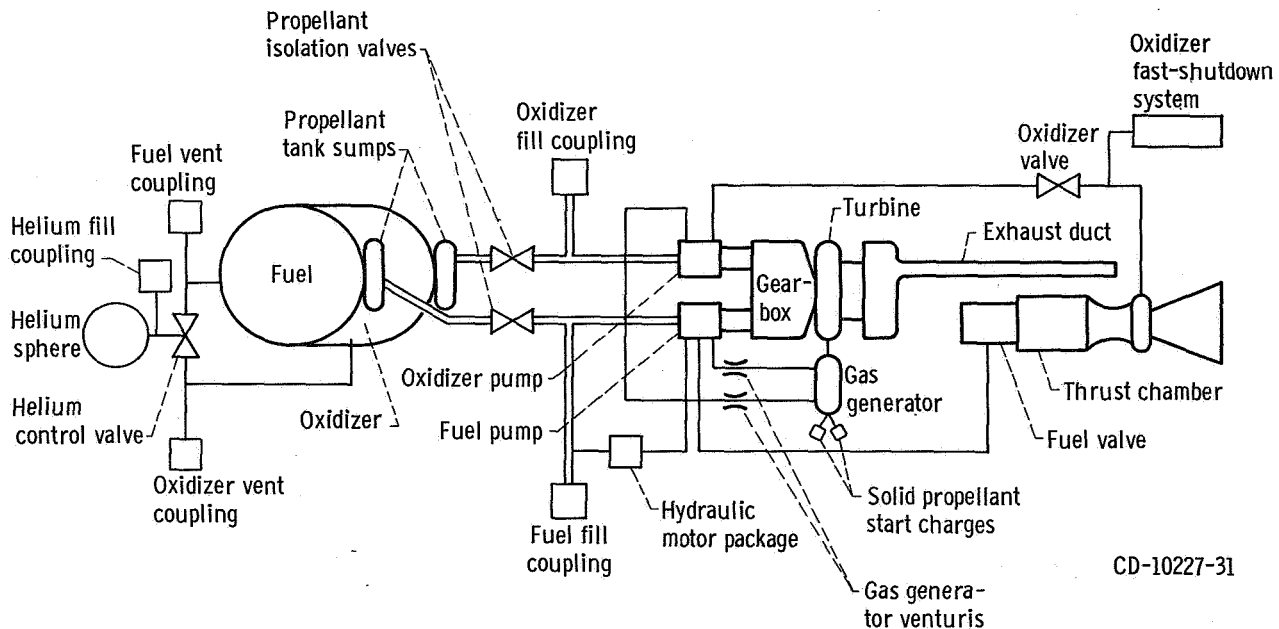 Propellant
isolation valves
Oxidizer
fast-shutdown
system
Oxidizer
fill coupling
Propellant
tank sumps
Oxidizer
valve
Fuel vent
coupling
Turbine
Helium fill
coupling
Exhaust duct
Fuel
Gear-
box
Helium
sphere
Oxidizer pump
Gas
generator
Thrust chamber
Helium
control valve
Oxidizer
Fuel pump
Fuel valve
Oxidizer vent
coupling
Solid propellant
start charges
Hydraulic
motor package
Fuel fill
coupling
CD-10227-31
Gas genera-
tor venturis